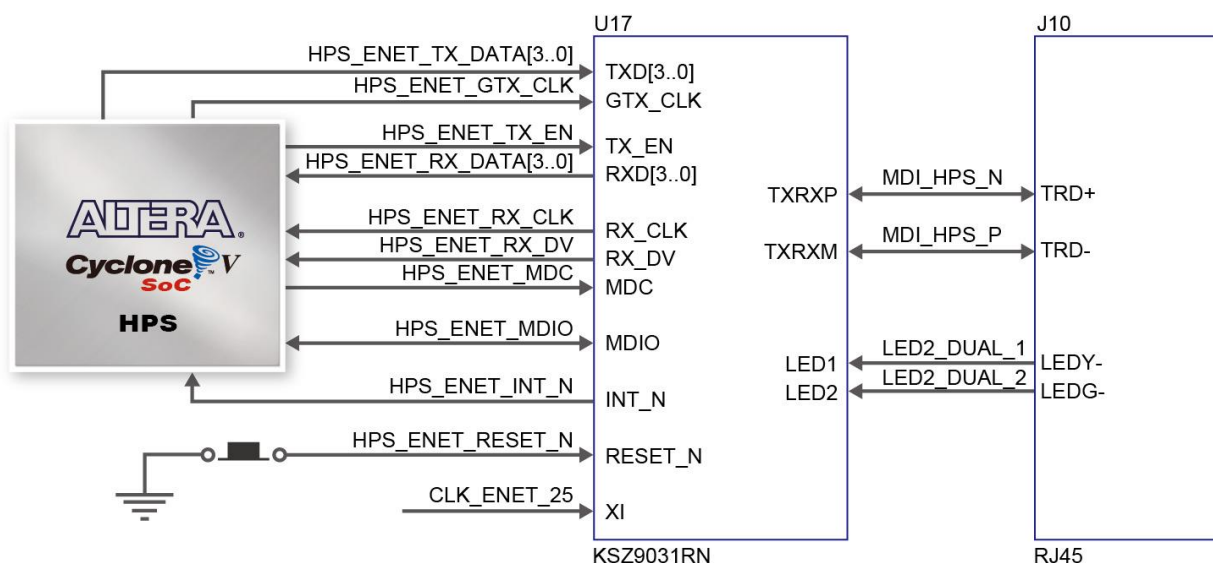 U17
J10
HPS_ENET_TX_DATA[3..0]
TXD[3..0]
HPS_ENET_GTX_CLK
GTX_CLK
HPS_ENET_TX_EN
TX_EN
HPS_ENET_RX_DATA[3..0]
RXD[3..0]
HPS_ENET_RX_CLK
RX_CLK
HPS_ENET_RX_DV
RX_DV
HPS_ENET_MDC
MDC
HPS_ENET_MDIO
MDIO
HPS_ENET_INT_N
INT_N
HPS_ENET_RESET_N
RESET_N
CLK_ENET_25
XI
ALTERA®
Cyclone™ V
SoC
HPS
TXRXP
MDI_HPS_N
TRD+
TXRXM
MDI_HPS_P
TRD-
LED1
LED2_DUAL_1
LEDY-
LED2
LED2_DUAL_2
LEDG-
KSZ9031RN
RJ45